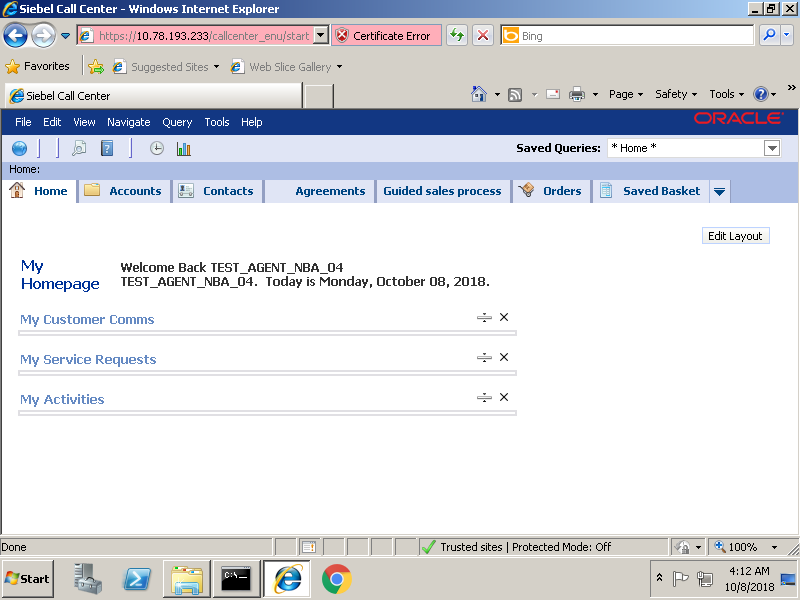 Siebel Call Center - Windows Internet Explorer
https://10.78.193.233/callcenter_enu/start
Certificate Error
Bing
Favorites
Suggested Sites
Web Slice Gallery
Siebel Call Center
Page
Safety
Tools
»
File Edit View Navigate Query Tools Help
ORACLE
Saved Queries:
* Home *
Home:
Home
Accounts
Contacts
Agreements
Guided sales process
Orders
Saved Basket
Edit Layout
My
Homepage
Welcome Back TEST_AGENT_NBA_04
TEST_AGENT_NBA_04. Today is Monday, October 08, 2018.
My Customer Comms
My Service Requests
My Activities
Done
Trusted sites | Protected Mode: Off
100%
Start
C:\.
4:12 AM
10/8/2018